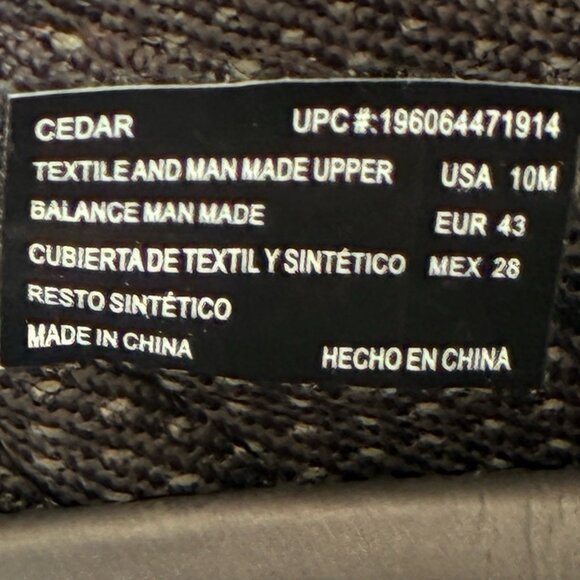 CEDAR UPC#:196064471914
TEXTILE AND MAN MADE UPPER USA 10M
BALANCE MAN MADE EUR 43
CUBIERTA DE TEXTIL Y SINTÉTICO MEX 28
RESTO SINTÉTICO
MADE IN CHINA HECHO EN CHINA